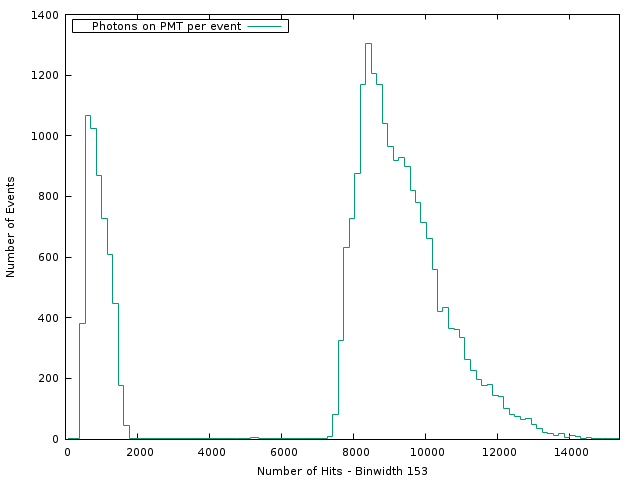 Photons on PMT per event
1400
1200
1000
800
600
400
200
0
Number of Events
0 2000 4000 6000 8000 10000 12000 14000
Number of Hits - Binwidth 153